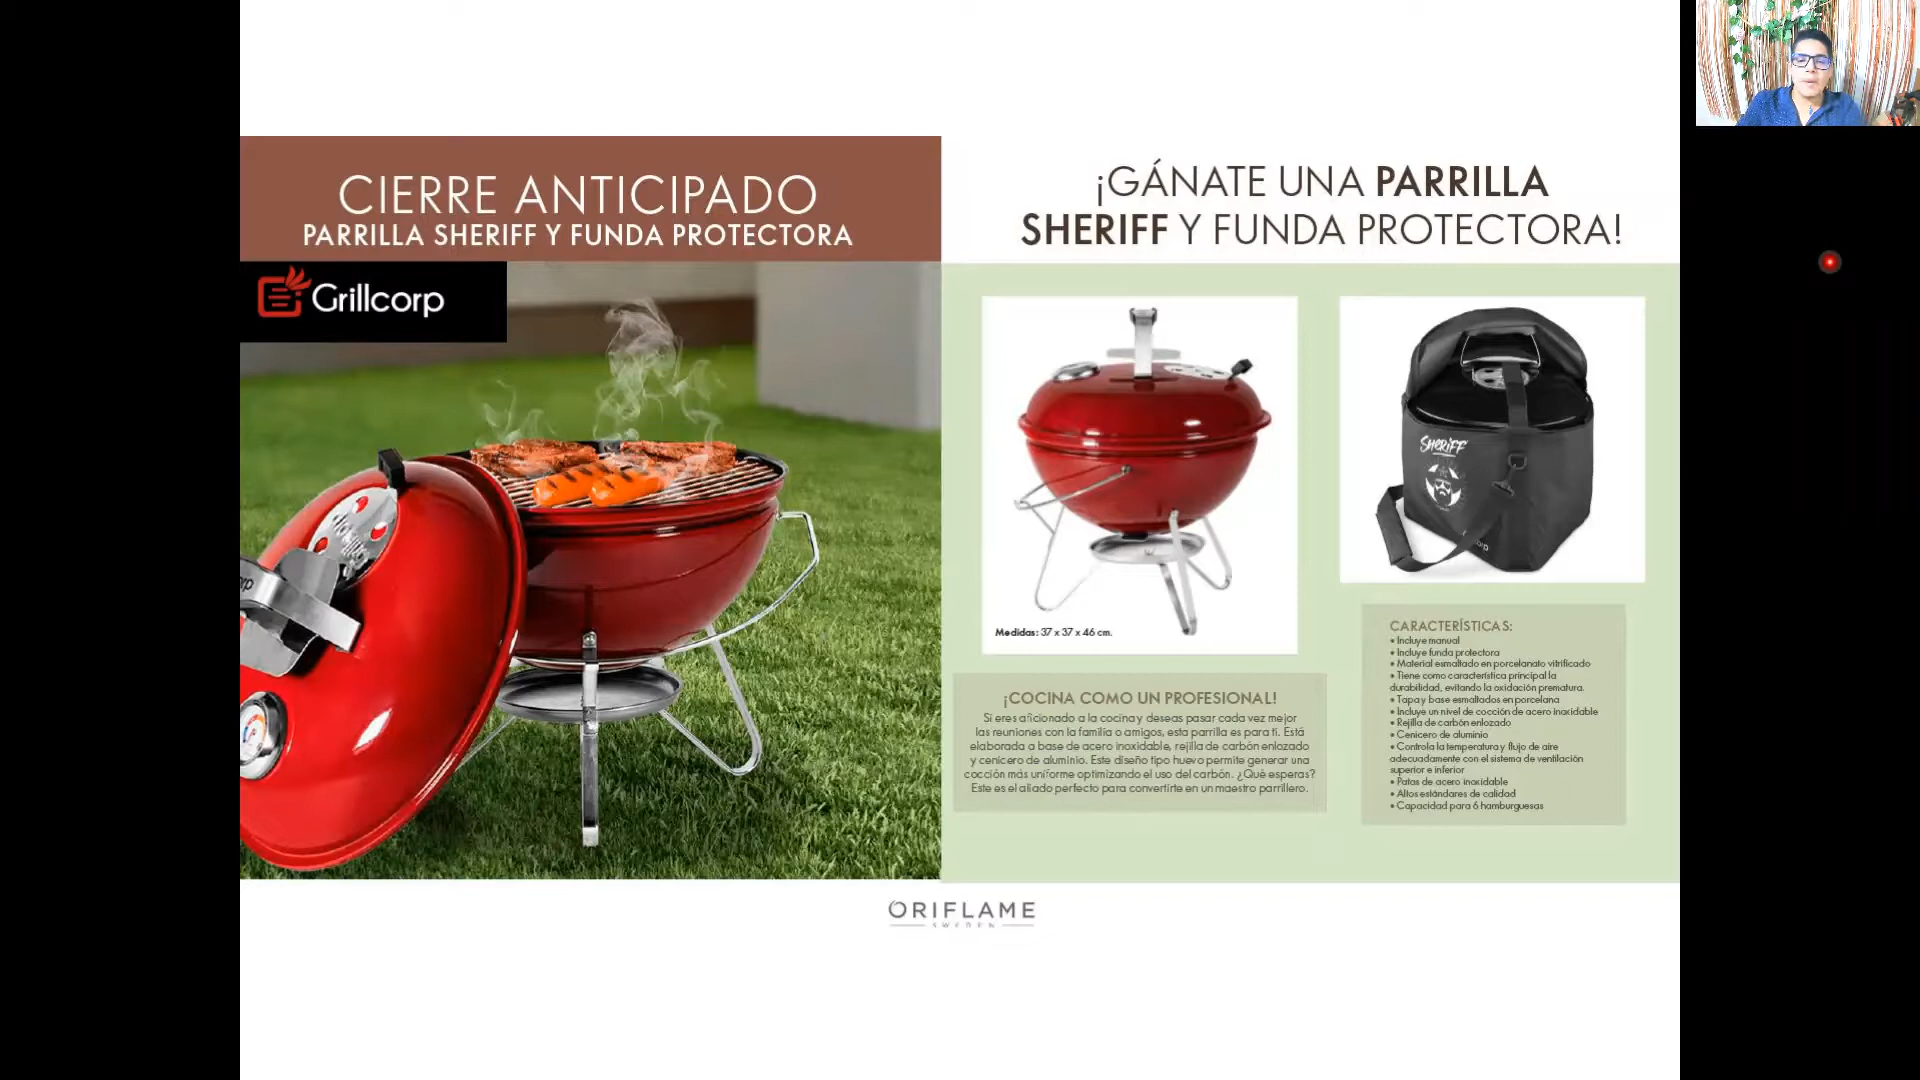 CIERRE ANTICIPADO
PARRILLA SHERIFF Y FUNDA PROTECTORA
Grillcorp
¡GÁNATE UNA PARRILLA
SHERIFF Y FUNDA PROTECTORA!
Medidas: 37 x 37 x 46 cm.
SHERIFF
¡COCINA COMO UN PROFESIONAL!
Si eres aficionado a la cocina y deseas pasar cada vez mejor
las reuniones con la familia o amigos, esta parrilla es para ti. Está
elaborada a base de acero inoxidable, rejilla de carbón enlozado
y cenicero de aluminio. Este diseño tipo huevo permite generar una
cocción más uniforme optimizando el uso del carbón. ¿Qué esperas?
Este es el aliado perfecto para convertirte en un maestro parrillero.
CARACTERÍSTICAS:
• Incluye manual
• Incluye funda protectora
• Material esmaltado en porcelanato vitrificado
• Tiene como característica principal la
durabilidad, evitando la oxidación prematura.
• Tapa y base esmaltados en porcelana
• Incluye un nivel de cocción de acero inoxidable
• Rejilla de carbón enlozado
• Cenicero de aluminio
• Controla la temperatura y flujo de aire
adecuadamente con el sistema de ventilación
superior e inferior
• Patas de acero inoxidable
• Altos estándares de calidad
• Capacidad para 6 hamburguesas
ORIFLAME
SWEDEN